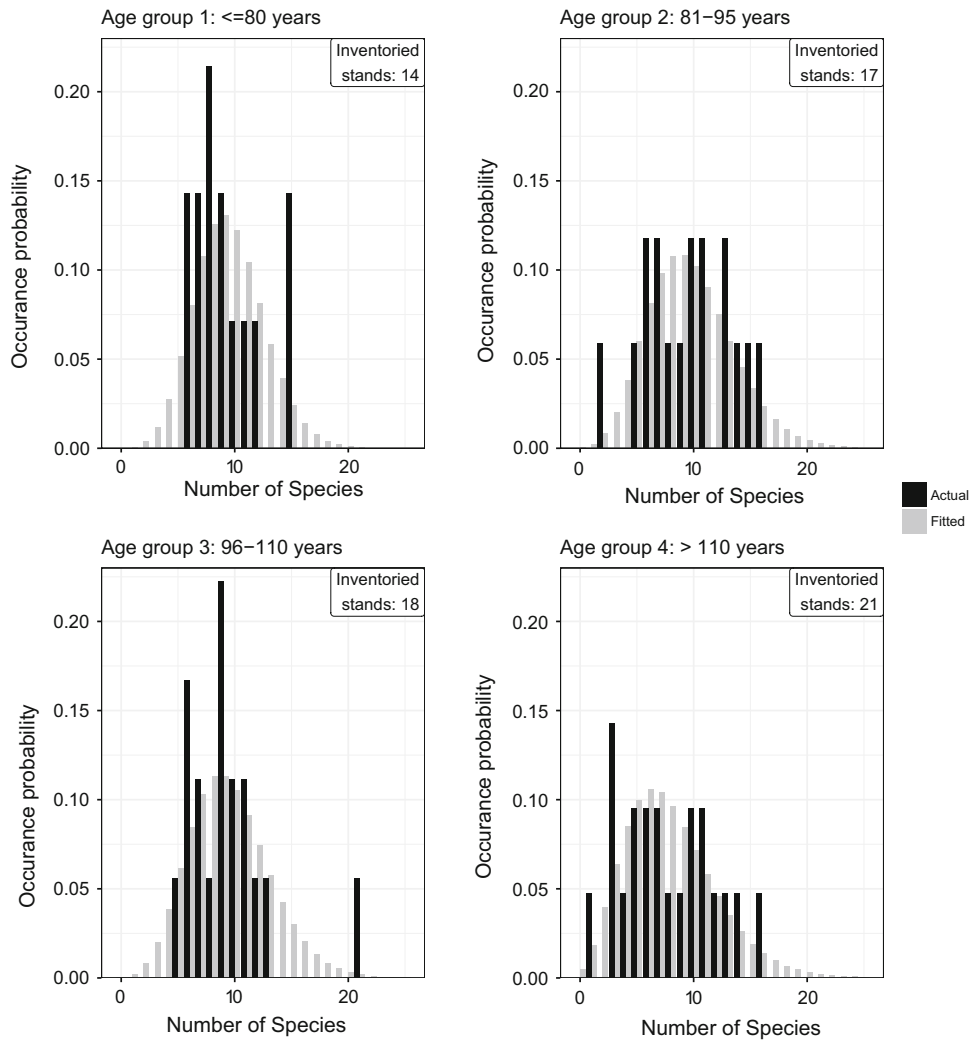 Age group 1: <=80 years
Inventoried
stands: 14
Occurance probability
0.20
0.15
0.10
0.05
0.00
0
10
20
Number of Species
Age group 2: 81−95 years
Inventoried
stands: 17
Occurance probability
0.20
0.15
0.10
0.05
0.00
0
10
20
Number of Species
Actual
Fitted
Age group 3: 96−110 years
Inventoried
stands: 18
Occurance probability
0.20
0.15
0.10
0.05
0.00
0
10
20
Number of Species
Age group 4: > 110 years
Inventoried
stands: 21
Occurance probability
0.20
0.15
0.10
0.05
0.00
0
10
20
Number of Species